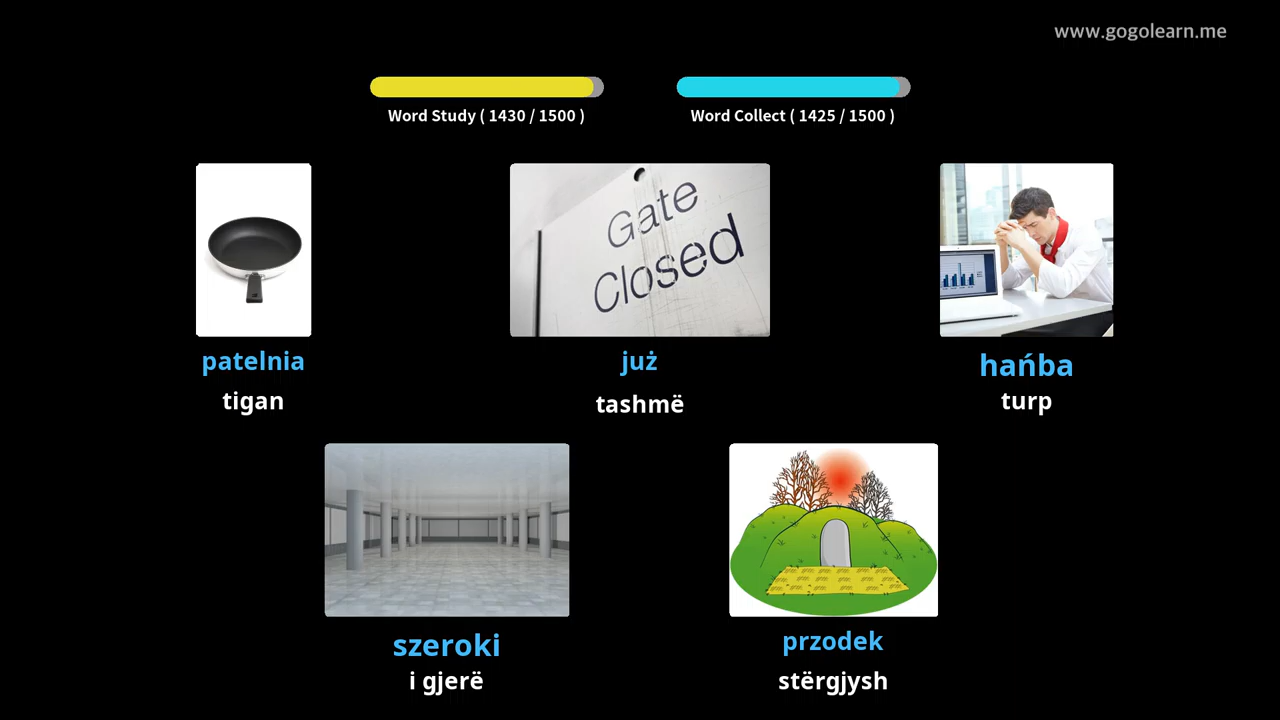 www.gogolearn.me
Word Study ( 1430 / 1500 )
Word Collect ( 1425 / 1500 )
Gate
Closed
patelnia
już
hańba
tigan
tashmë
turp
szeroki
przodek
i gjerë
stërgjysh